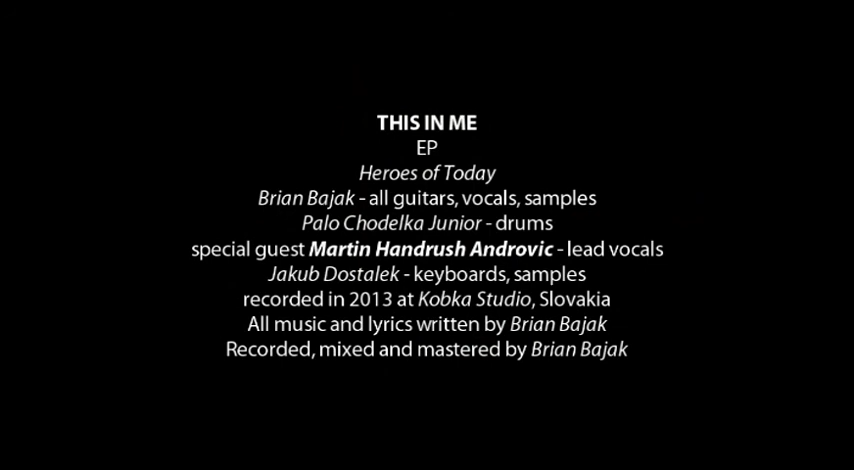 THIS IN ME
EP
Heroes of Today
Brian Bajak - all guitars, vocals, samples
Palo Chodelka Junior - drums
special guest Martin Handrush Androvic - lead vocals
Jakub Dostalek - keyboards, samples
recorded in 2013 at Kobka Studio, Slovakia
All music and lyrics written by Brian Bajak
Recorded, mixed and mastered by Brian Bajak